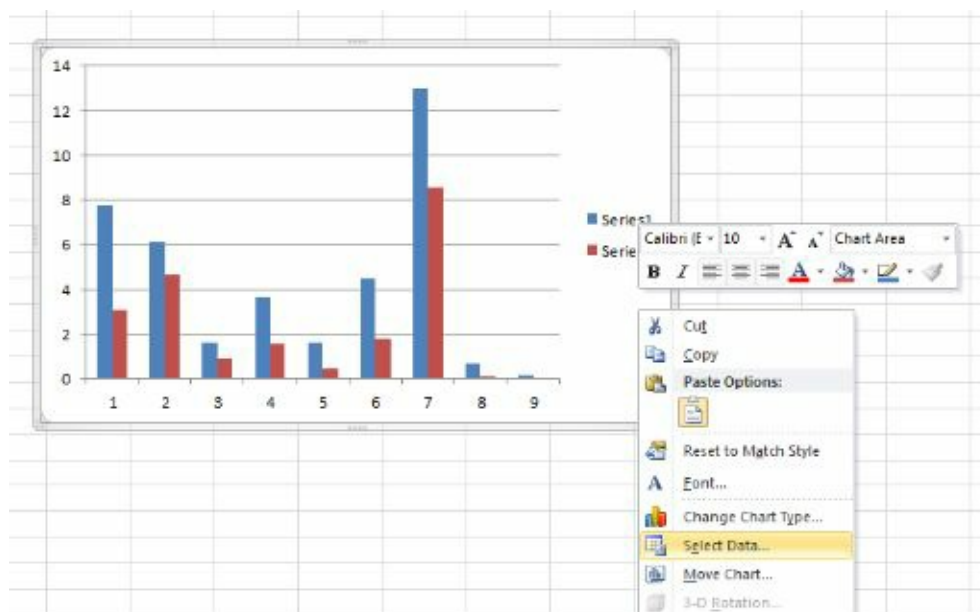 14
12
10
8
6
4
2
0
1 2 3 4 5 6 7 8 9
Series1
Serie
Calibri (E 10 A A Chart Area
B I A
Cut
Copy
Paste Options:
Reset to Match Style
A Font...
Change Chart Type...
Select Data...
Move Chart...
3-D Rotation...